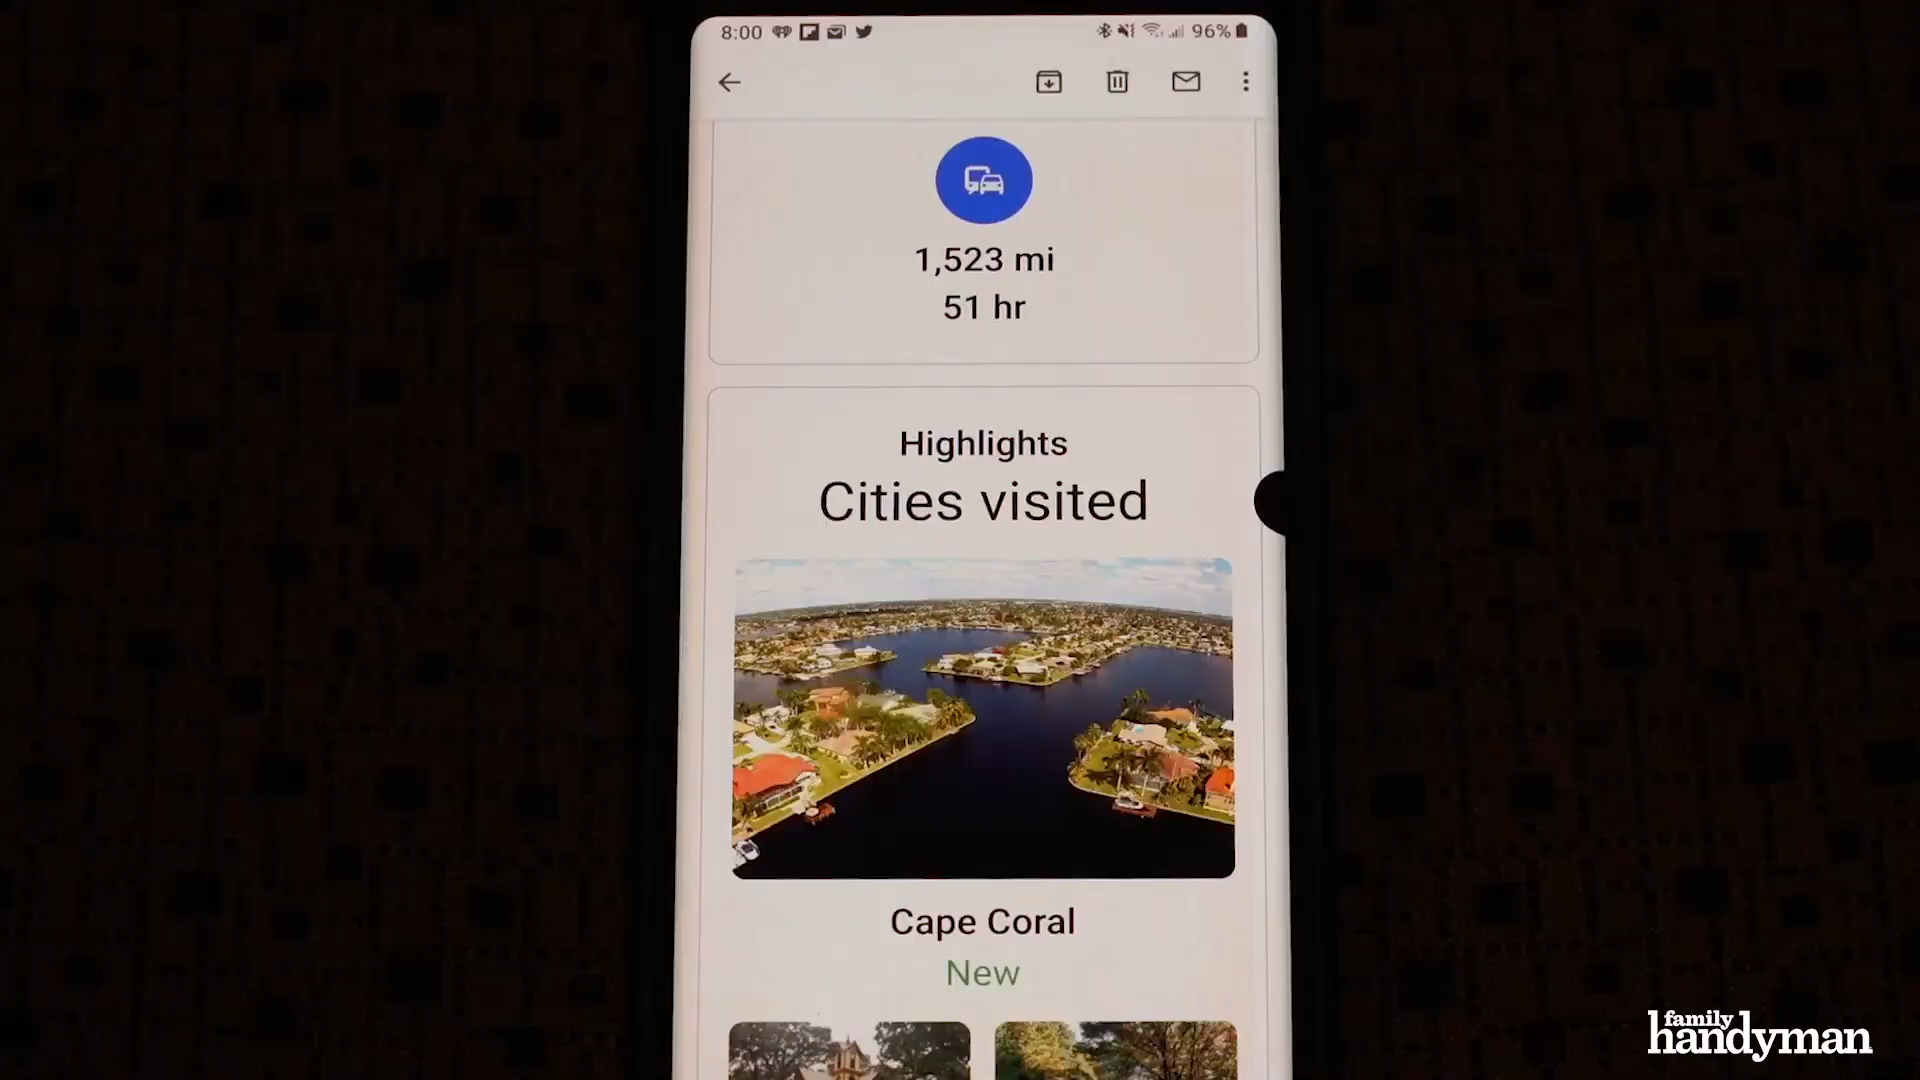 8:00
96%
1,523 mi
51 hr
Highlights
Cities visited
Cape Coral
New
family
handyman